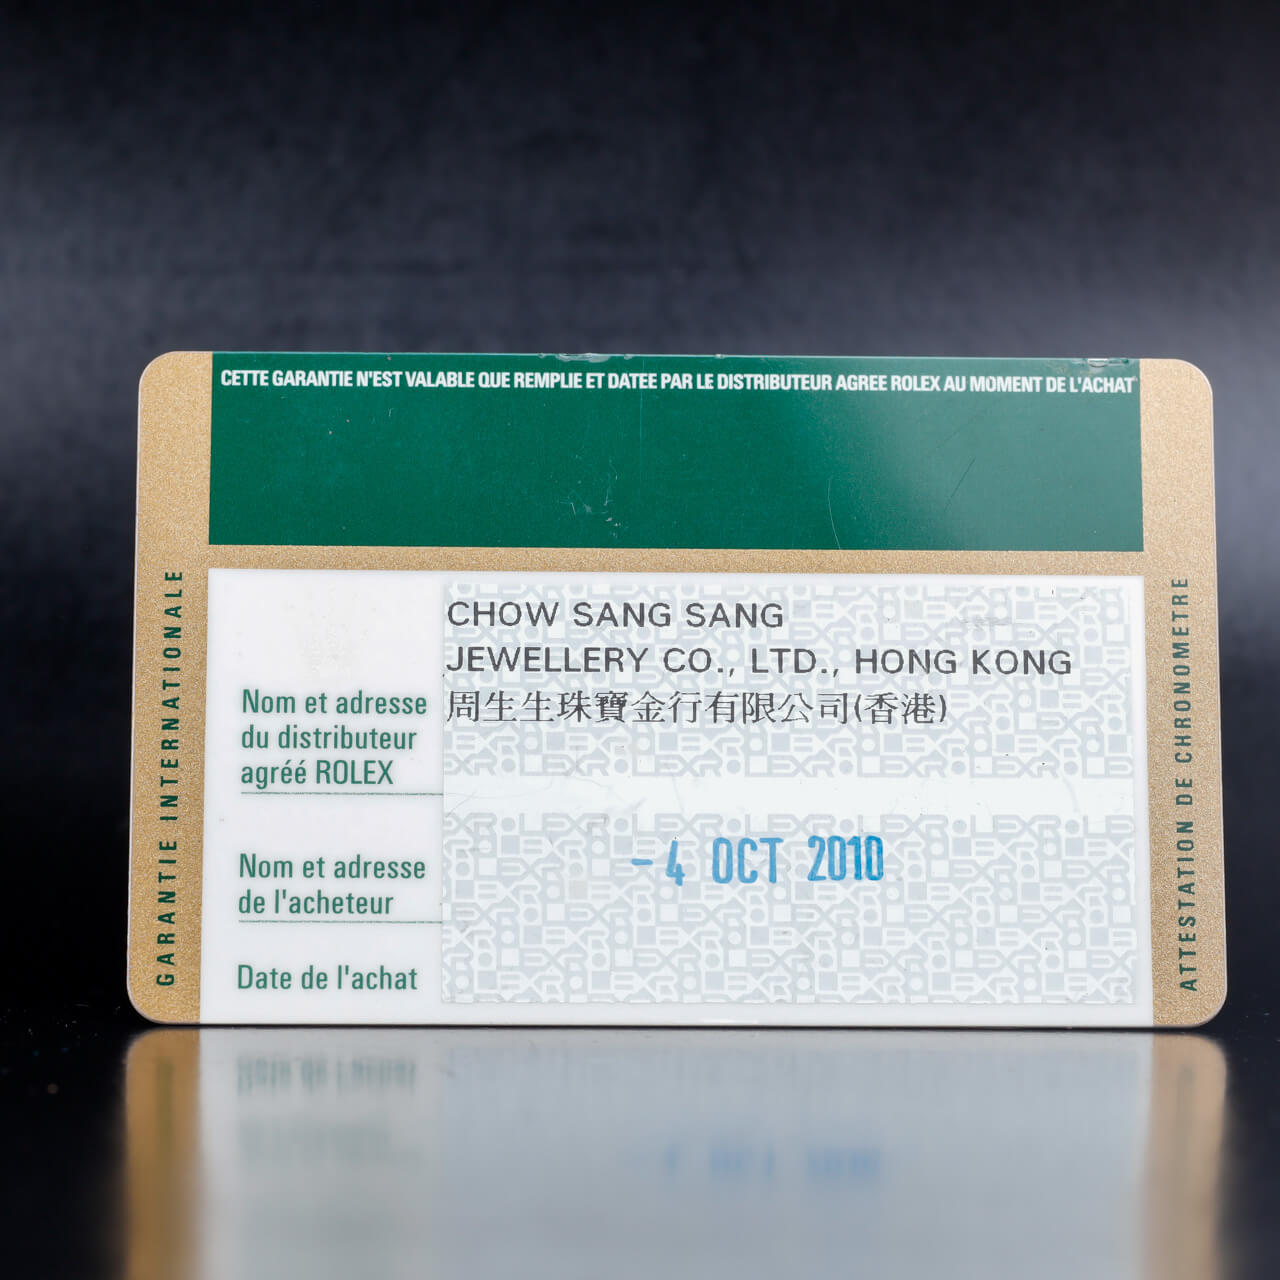 CETTE GARANTIE N'EST VALABLE QUE REMPLIE ET DATEE PAR LE DISTRIBUTEUR AGREE ROLEX AU MOMENT DE L'ACHAT
GARANTIE INTERNATIONALE
CHOW SANG SANG
JEWELLERY CO., LTD., HONG KONG
周生生珠寶金行有限公司(香港)
Nom et adresse
du distributeur
agréé ROLEX
Nom et adresse
de l'acheteur
-4 OCT 2010
Date de l'achat
ATTESTATION DE CHRONOMETRE